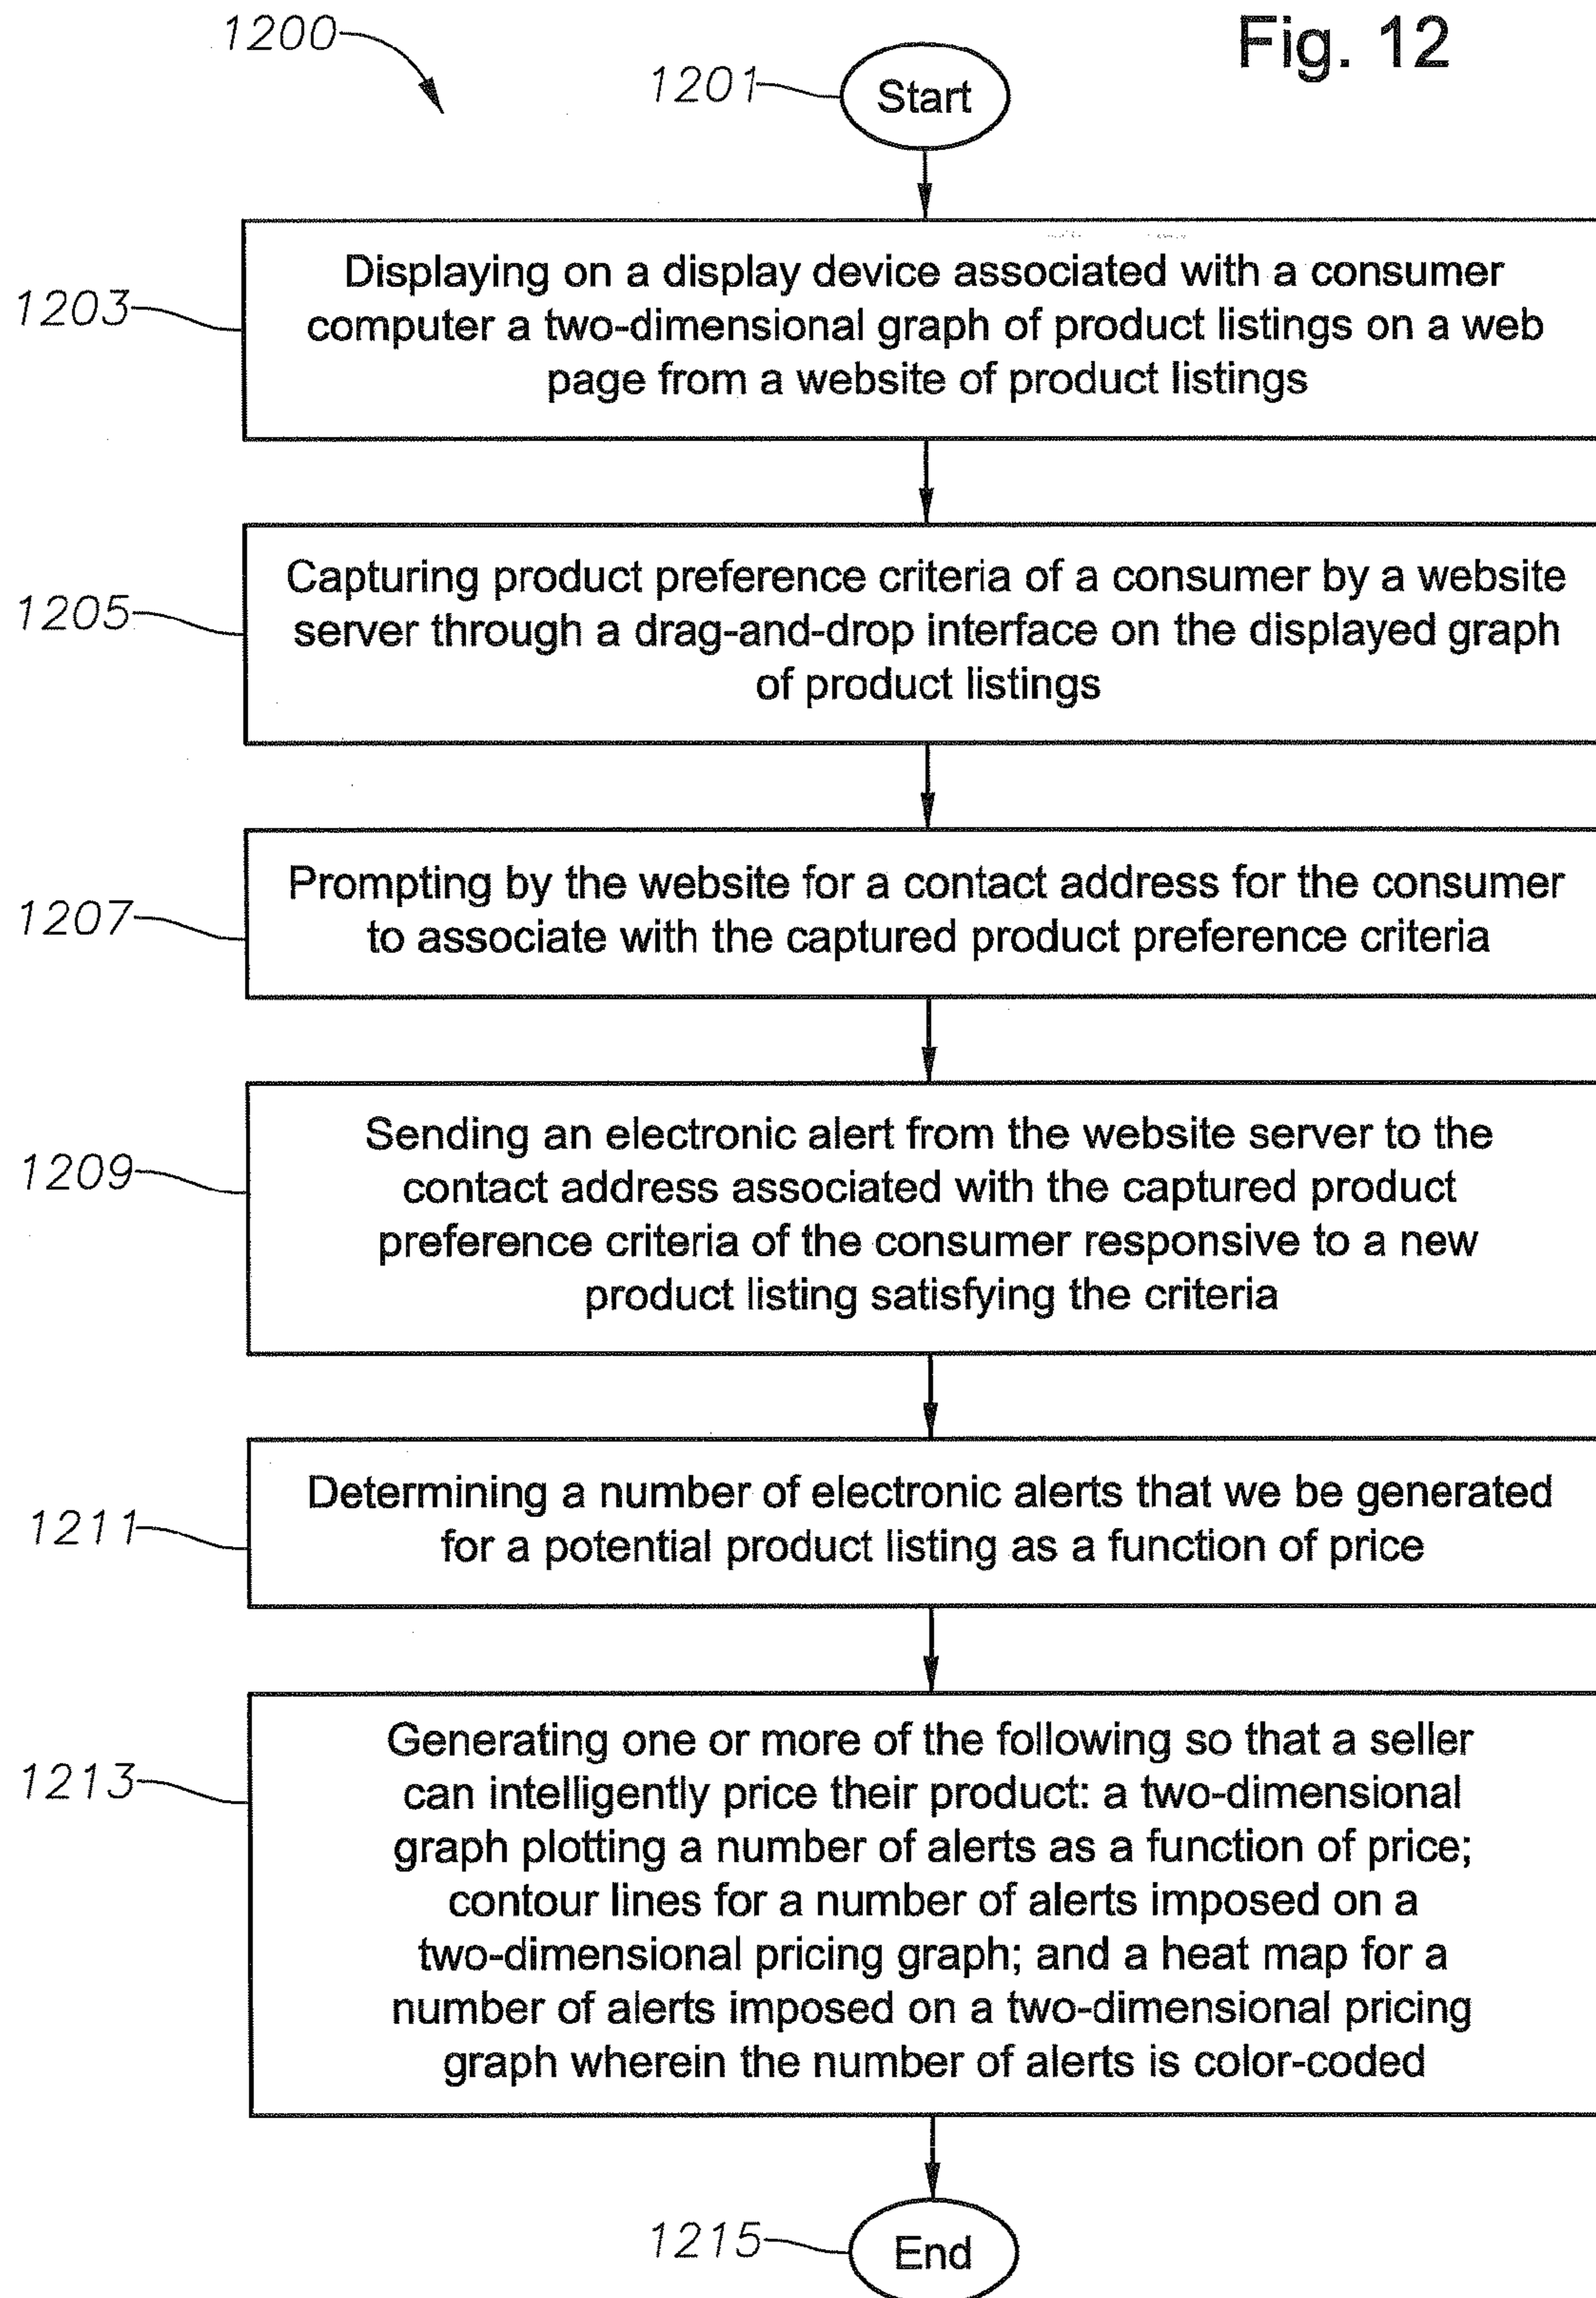 1200
Fig. 12
1201
Start
1203
Displaying on a display device associated with a consumer
computer a two-dimensional graph of product listings on a web
page from a website of product listings
1205
Capturing product preference criteria of a consumer by a website
server through a drag-and-drop interface on the displayed graph
of product listings
1207
Prompting by the website for a contact address for the consumer
to associate with the captured product preference criteria
1209
Sending an electronic alert from the website server to the
contact address associated with the captured product
preference criteria of the consumer responsive to a new
product listing satisfying the criteria
1211
Determining a number of electronic alerts that we be generated
for a potential product listing as a function of price
1213
Generating one or more of the following so that a seller
can intelligently price their product: a two-dimensional
graph plotting a number of alerts as a function of price;
contour lines for a number of alerts imposed on a
two-dimensional pricing graph; and a heat map for a
number of alerts imposed on a two-dimensional pricing
graph wherein the number of alerts is color-coded
1215
End